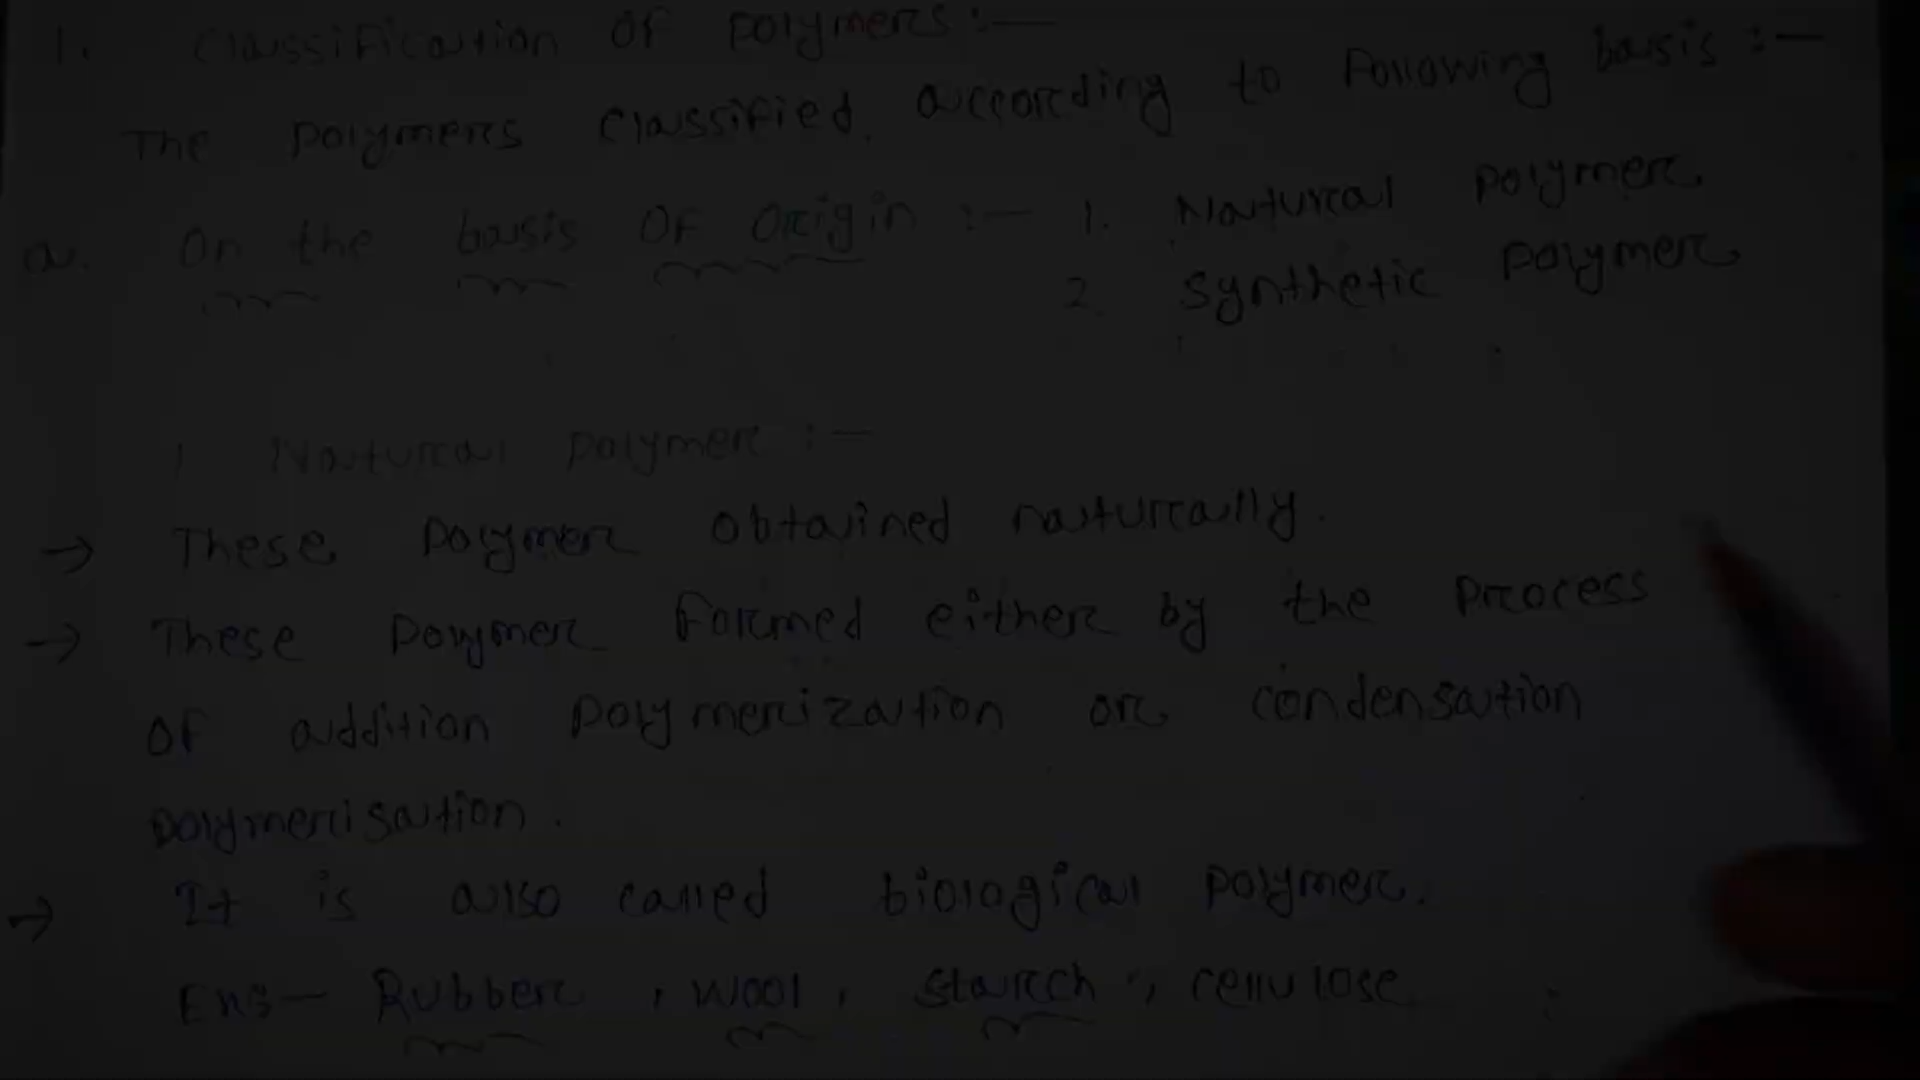 1. Classification of polymers :-
The polymers classified according to following basis :-
a. On the basis of origin :- 1. Natural polymer
2. Synthetic polymer
1 Natural polymer :-
→ These polymer obtained naturally.
→ These polymer formed either by the process
of addition polymerization or condensation
polymerisation.
→ It is also called biological polymer.
Exs- Rubber, wool, starch, cellulose